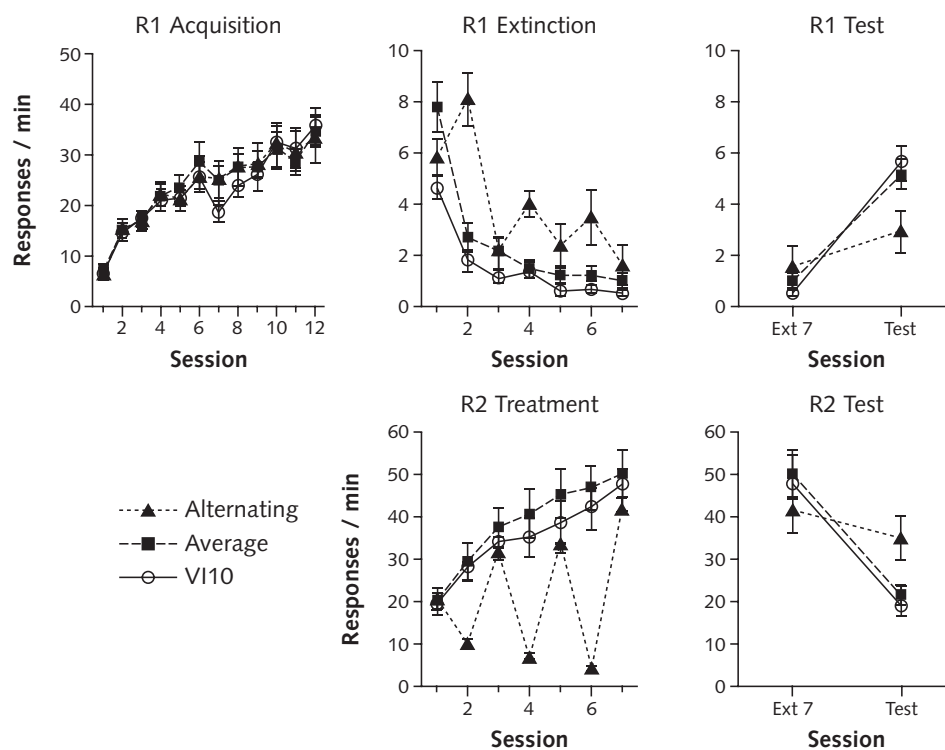 R1 Acquisition
R1 Extinction
R1 Test
Responses / min
50
40
30
20
10
0
2 4 6 8 10 12
Session
10
8
6
4
2
0
2 4 6
Session
10
8
6
4
2
0
Ext 7 Test
Session
R2 Treatment
R2 Test
Alternating
Average
VI10
Responses / min
60
50
40
30
20
10
0
2 4 6
Session
60
50
40
30
20
10
0
Ext 7 Test
Session